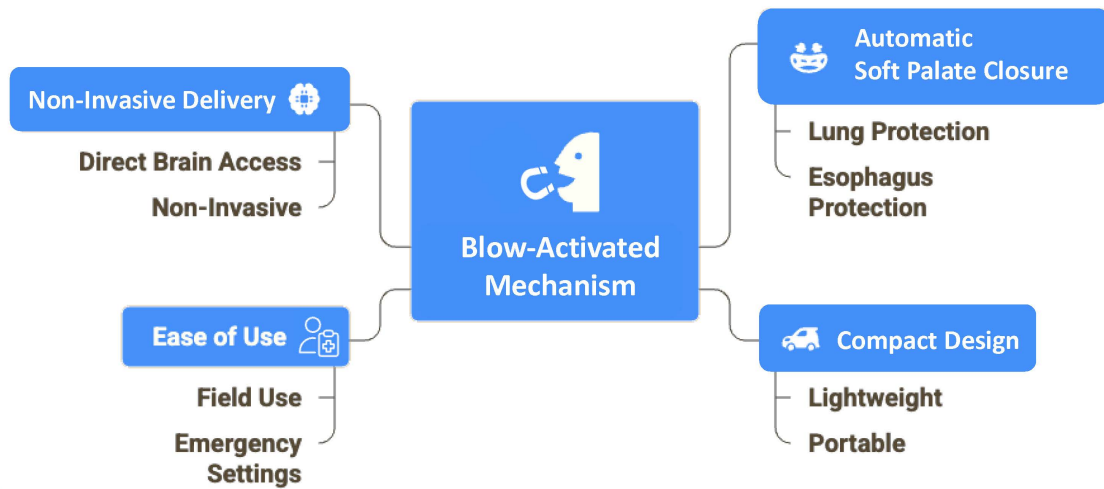 Non-Invasive Delivery
Direct Brain Access
Non-Invasive
Ease of Use
Field Use
Emergency
Settings
Blow-Activated
Mechanism
Automatic
Soft Palate Closure
Lung Protection
Esophagus
Protection
Compact Design
Lightweight
Portable